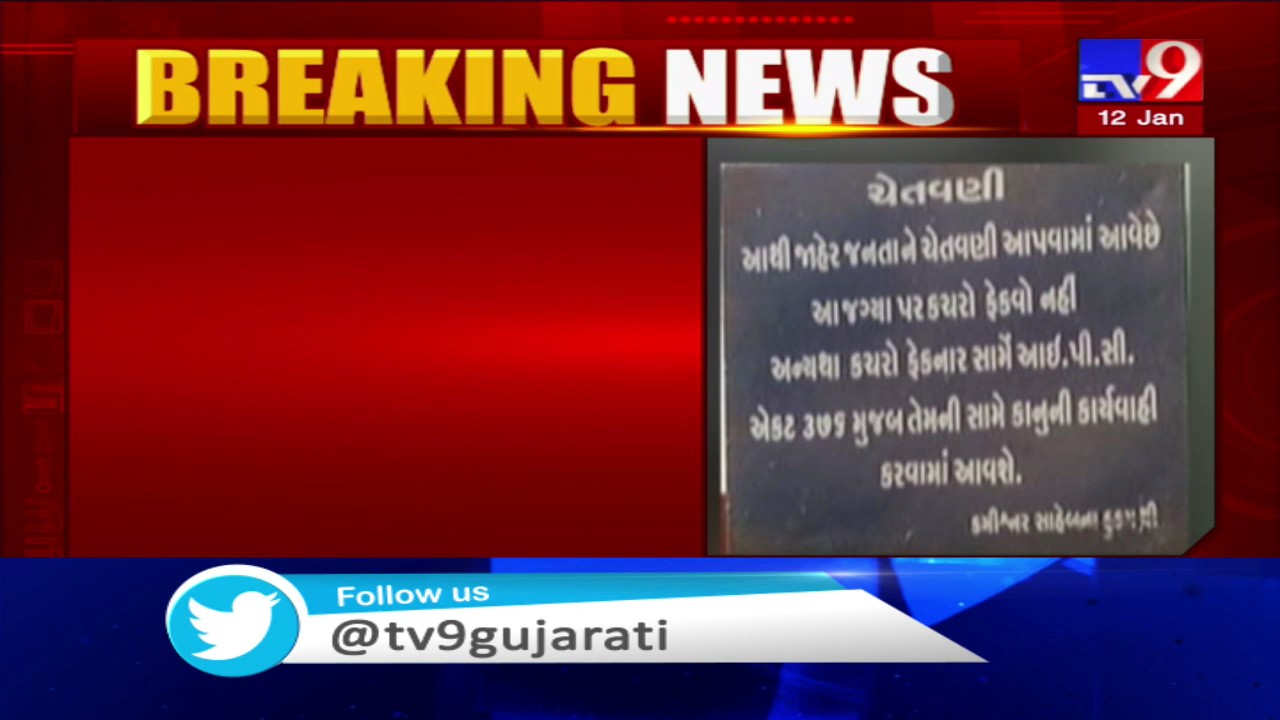 BREAKING NEWS
TV9
12 Jan
ચેતવણી
આથી જાહેર જનતાને ચેતવણી આપવામાં આવેછે
આ જગ્યા પર કચરો ફેકવો નહીં
અન્યથા કચરો ફેકનાર સામેં આઈ.પી.સી.
એકટ ૩૭૬ મુજબ તેમની સામે કાનુની કાર્યવાહી
કરવામાં આવશે.
કમીશ્નર સાહેબના હુકમથી
Follow us
@tv9gujarati